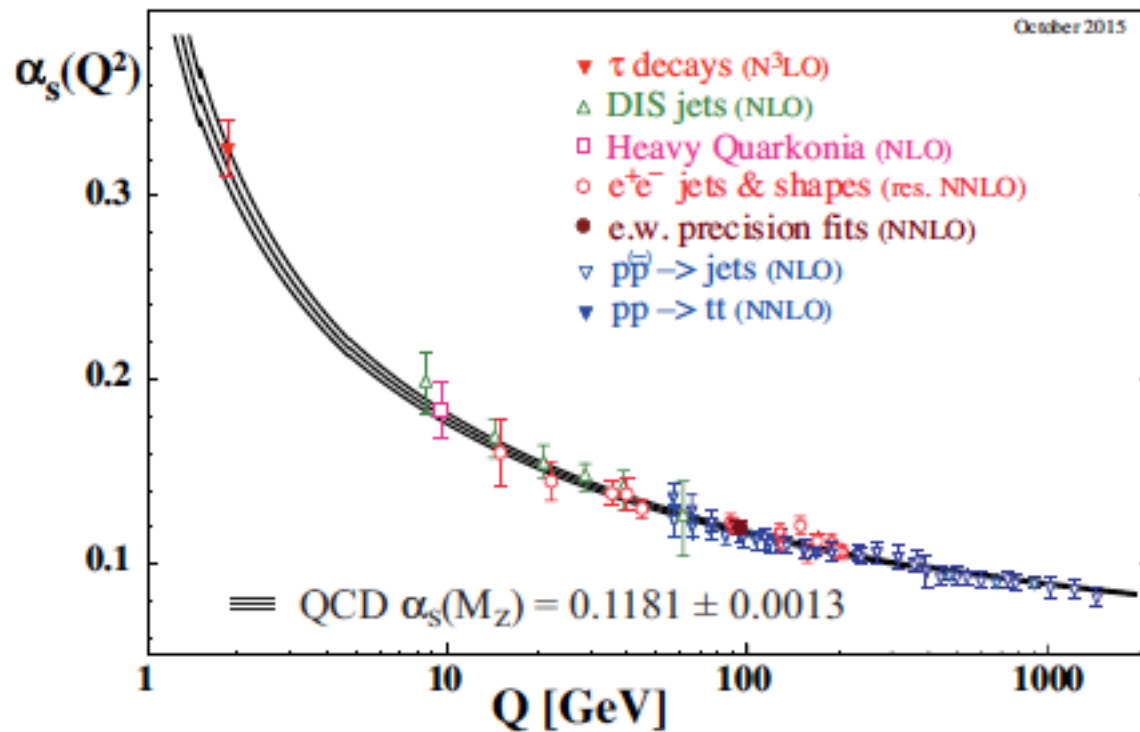 October 2015
αs(Q²)
τ decays (N³LO)
DIS jets (NLO)
Heavy Quarkonia (NLO)
e⁺e⁻ jets & shapes (res. NNLO)
e.w. precision fits (NNLO)
pp(–) –> jets (NLO)
pp –> tt (NNLO)
0.3
0.2
0.1
QCD αs(Mz) = 0.1181 ± 0.0013
1
10
100
1000
Q [GeV]